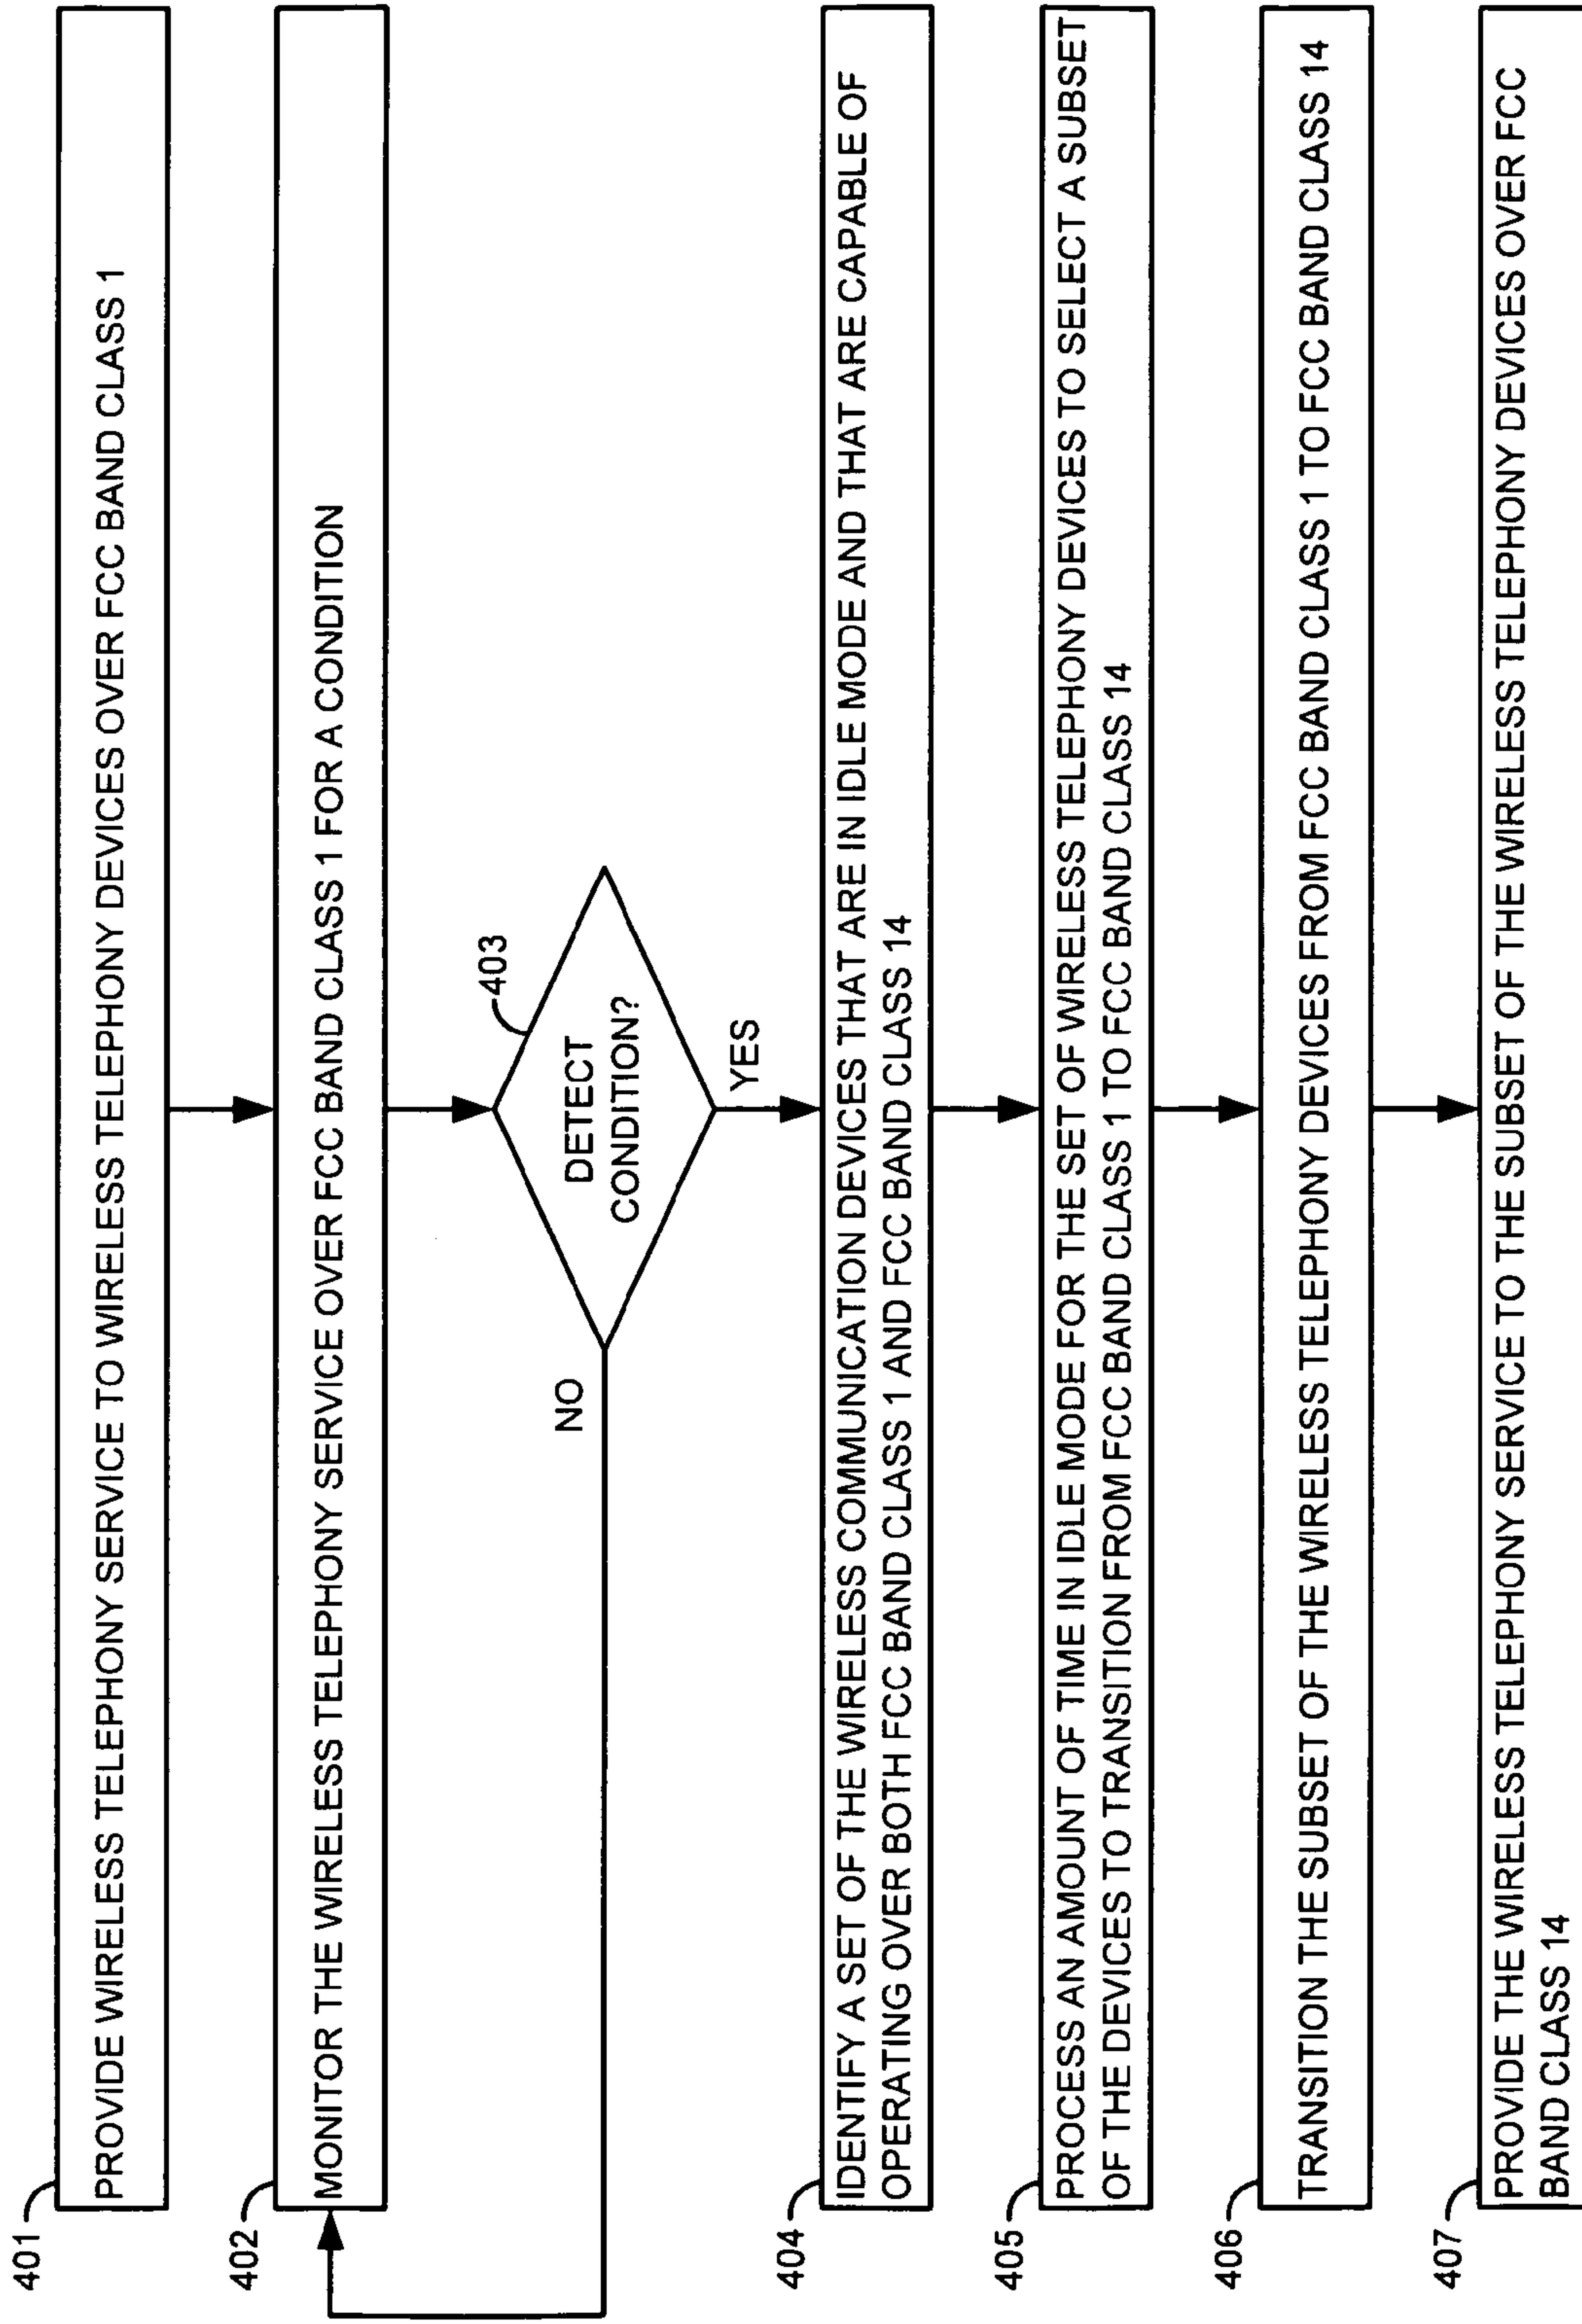 401
PROVIDE WIRELESS TELEPHONY SERVICE TO WIRELESS TELEPHONY DEVICES OVER FCC BAND CLASS 1
402
MONITOR THE WIRELESS TELEPHONY SERVICE OVER FCC BAND CLASS 1 FOR A CONDITION
403
DETECT
CONDITION?
NO
YES
404
IDENTIFY A SET OF THE WIRELESS COMMUNICATION DEVICES THAT ARE IN IDLE MODE AND THAT ARE CAPABLE OF
OPERATING OVER BOTH FCC BAND CLASS 1 AND FCC BAND CLASS 14
405
PROCESS AN AMOUNT OF TIME IN IDLE MODE FOR THE SET OF WIRELESS TELEPHONY DEVICES TO SELECT A SUBSET
OF THE DEVICES TO TRANSITION FROM FCC BAND CLASS 1 TO FCC BAND CLASS 14
406
TRANSITION THE SUBSET OF THE WIRELESS TELEPHONY DEVICES FROM FCC BAND CLASS 1 TO FCC BAND CLASS 14
407
PROVIDE THE WIRELESS TELEPHONY SERVICE TO THE SUBSET OF THE WIRELESS TELEPHONY DEVICES OVER FCC
BAND CLASS 14